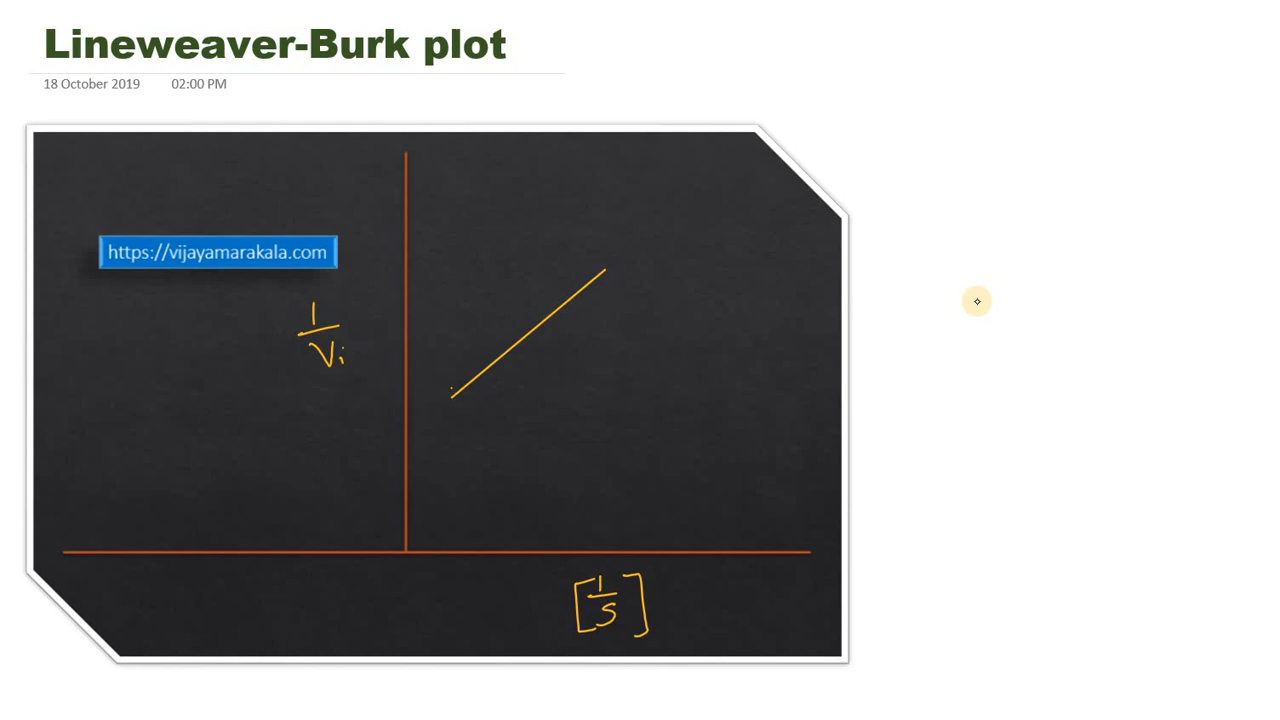 Lineweaver-Burk plot
18 October 2019 02:00 PM
https://vijayamarakala.com
1
Vi
[1/S]